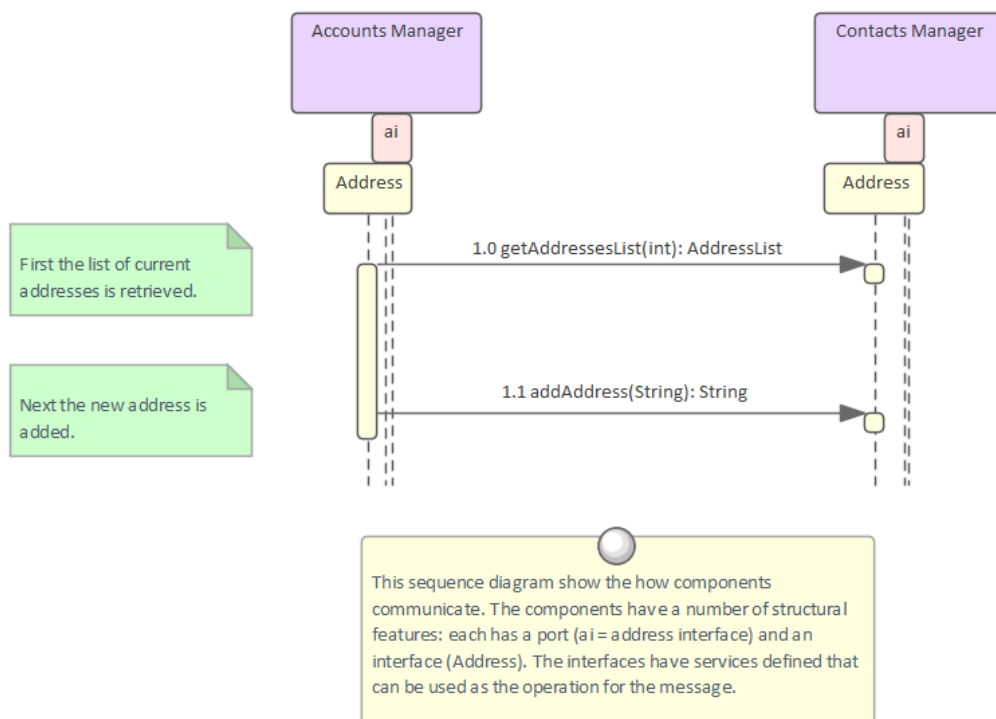 Accounts Manager
Contacts Manager
ai
ai
Address
Address
First the list of current
addresses is retrieved.
1.0 getAddressesList(int): AddressList
Next the new address is
added.
1.1 addAddress(String): String
This sequence diagram show the how components
communicate. The components have a number of structural
features: each has a port (ai = address interface) and an
interface (Address). The interfaces have services defined that
can be used as the operation for the message.